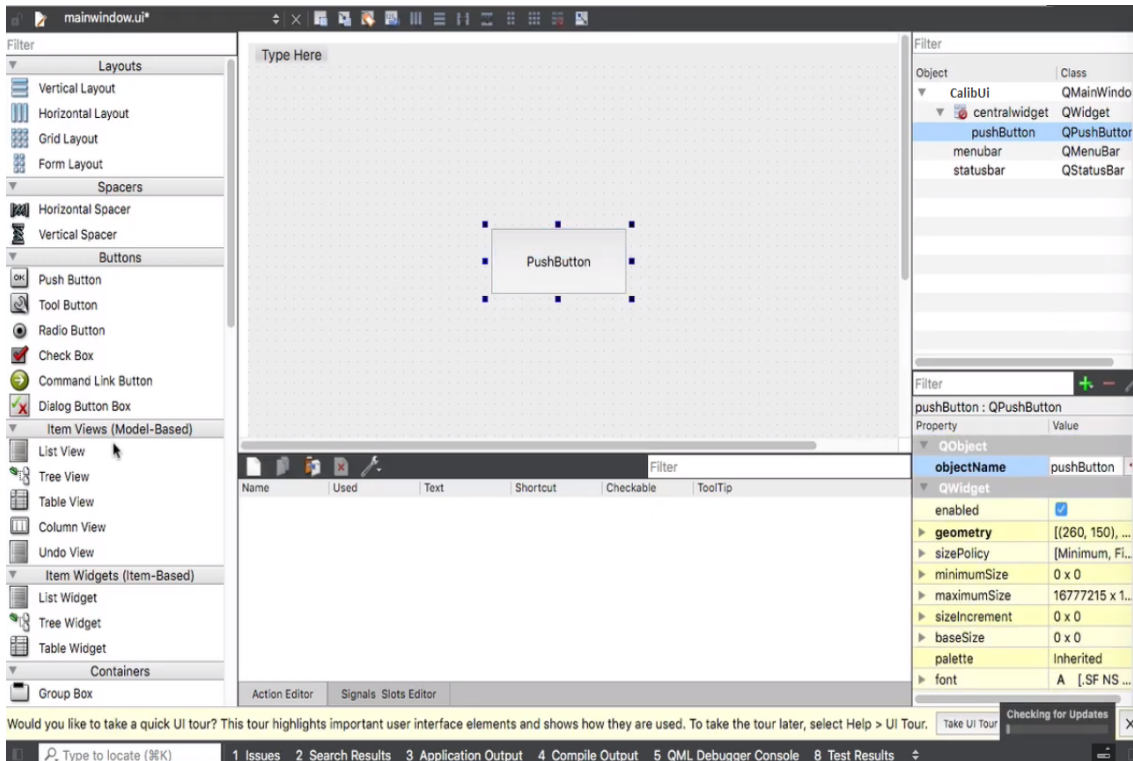 mainwindow.ui*
Filter
Layouts
Vertical Layout
Horizontal Layout
Grid Layout
Form Layout
Spacers
Horizontal Spacer
Vertical Spacer
Buttons
OK Push Button
Tool Button
Radio Button
Check Box
Command Link Button
Dialog Button Box
Item Views (Model-Based)
List View
Tree View
Table View
Column View
Undo View
Item Widgets (Item-Based)
List Widget
Tree Widget
Table Widget
Containers
Group Box
Type Here
PushButton
Filter
Name Used Text Shortcut Checkable ToolTip
Action Editor Signals Slots Editor
Filter
Object Class
CalibUi QMainWindo
centralwidget QWidget
pushButton QPushButton
menubar QMenuBar
statusbar QStatusBar
Filter
pushButton : QPushButton
Property Value
QObject
objectName pushButton
QWidget
enabled
geometry [(260, 150), ...
sizePolicy [Minimum, Fi...
minimumSize 0 x 0
maximumSize 16777215 x 1...
sizeIncrement 0 x 0
baseSize 0 x 0
palette Inherited
font A [.SF NS ...
Would you like to take a quick UI tour? This tour highlights important user interface elements and shows how they are used. To take the tour later, select Help > UI Tour. Take UI Tour
Checking for Updates
Type to locate (⌘K) 1 Issues 2 Search Results 3 Application Output 4 Compile Output 5 QML Debugger Console 8 Test Results